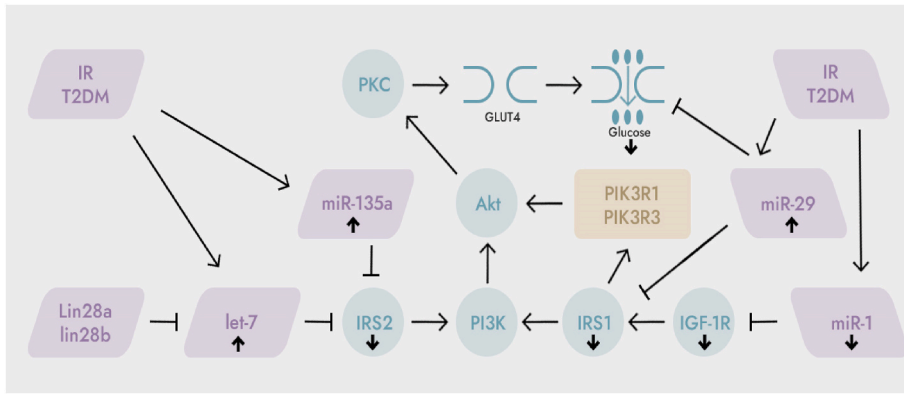 IR
T2DM
PKC
GLUT4
Glucose
IR
T2DM
miR-135a
Akt
PIK3R1
PIK3R3
miR-29
Lin28a
lin28b
let-7
IRS2
PI3K
IRS1
IGF-1R
miR-1